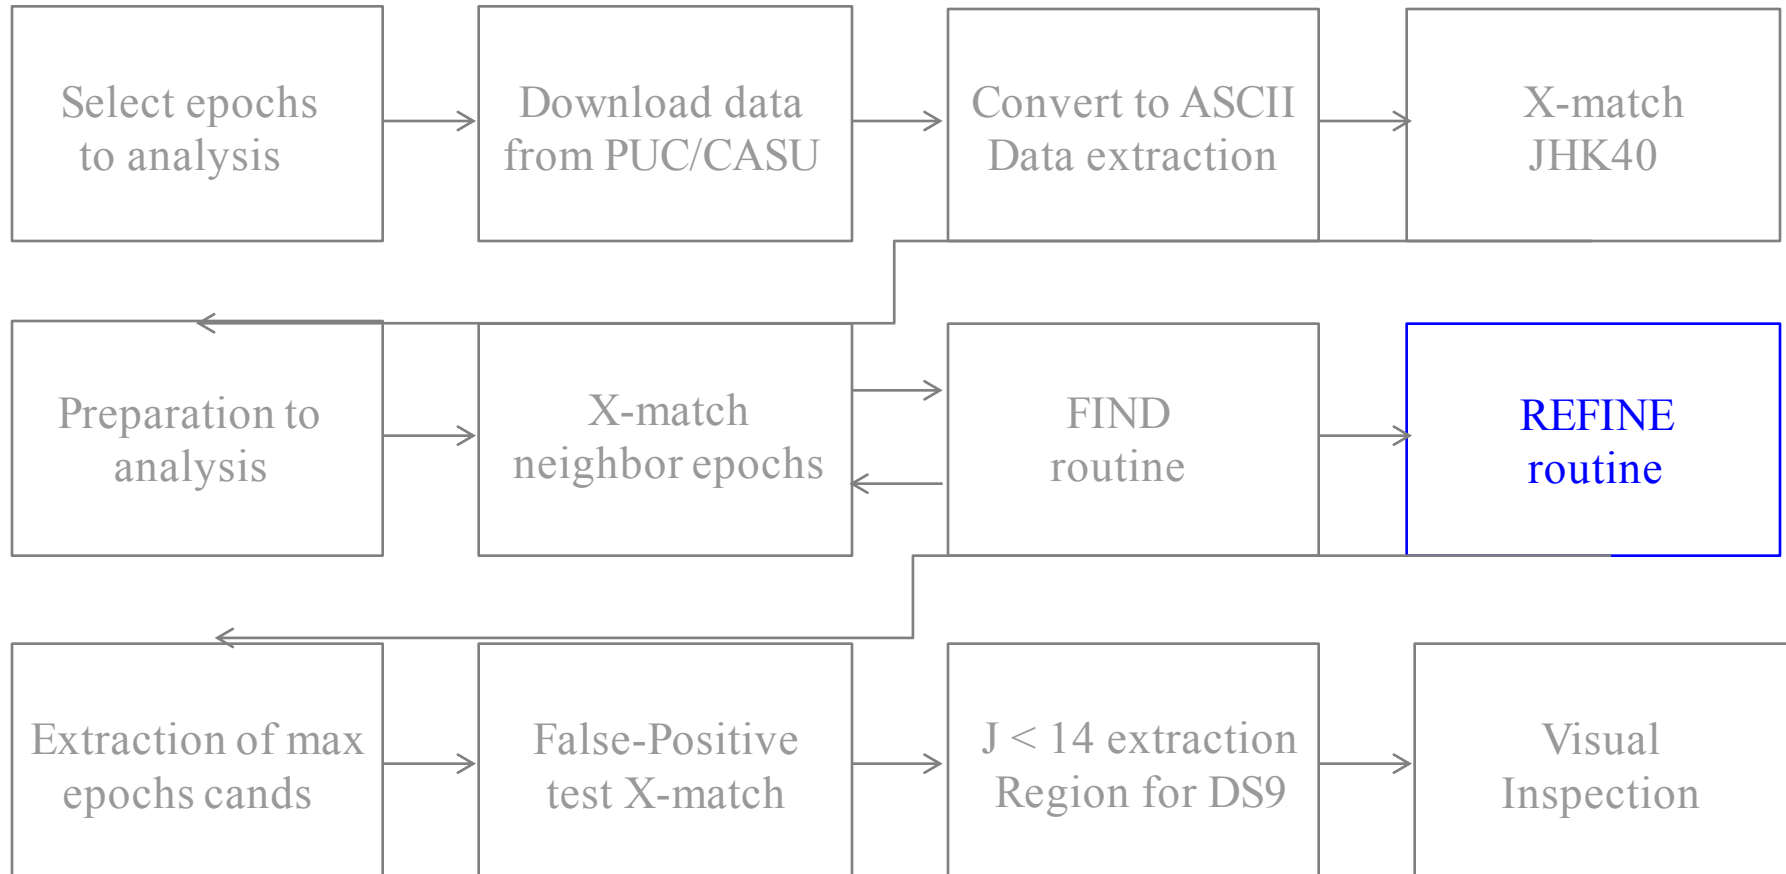 Select epochs
to analysis
Download data
from PUC/CASU
Convert to ASCII
Data extraction
X-match
JHK40
Preparation to
analysis
X-match
neighbor epochs
FIND
routine
REFINE
routine
Extraction of max
epochs cands
False-Positive
test X-match
J < 14 extraction
Region for DS9
Visual
Inspection